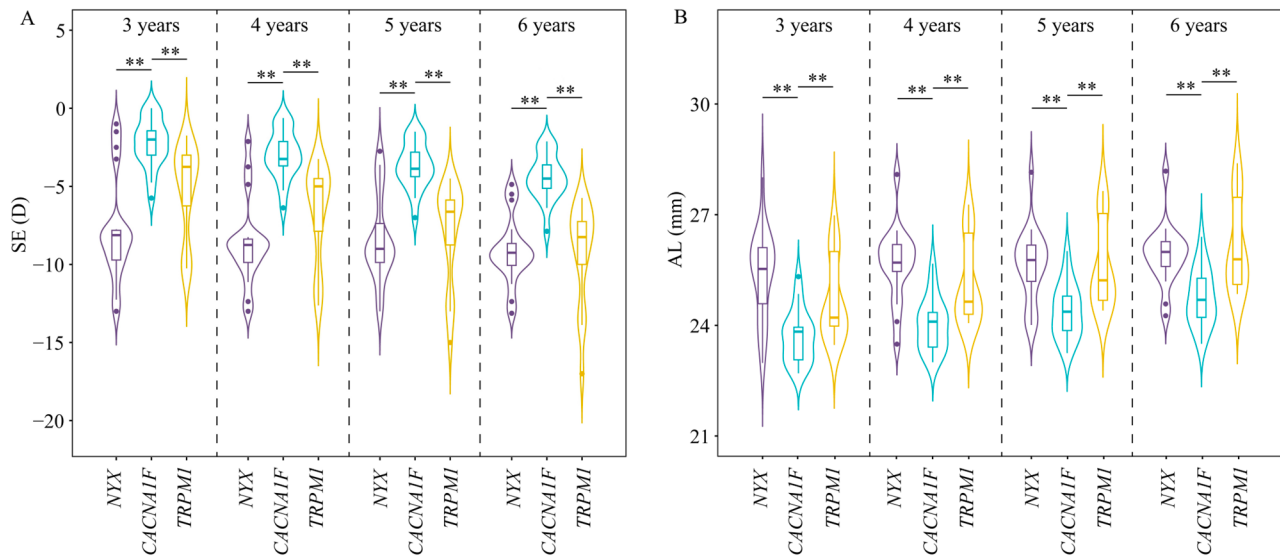 A
3 years 4 years 5 years 6 years
5
0
−5
−10
−15
−20
SE (D)
** ** ** ** ** ** ** **
NYX CACNA1F TRPM1 NYX CACNA1F TRPM1 NYX CACNA1F TRPM1 NYX CACNA1F TRPM1
B
3 years 4 years 5 years 6 years
30
27
24
21
AL (mm)
** ** ** ** ** ** ** **
NYX CACNA1F TRPM1 NYX CACNA1F TRPM1 NYX CACNA1F TRPM1 NYX CACNA1F TRPM1